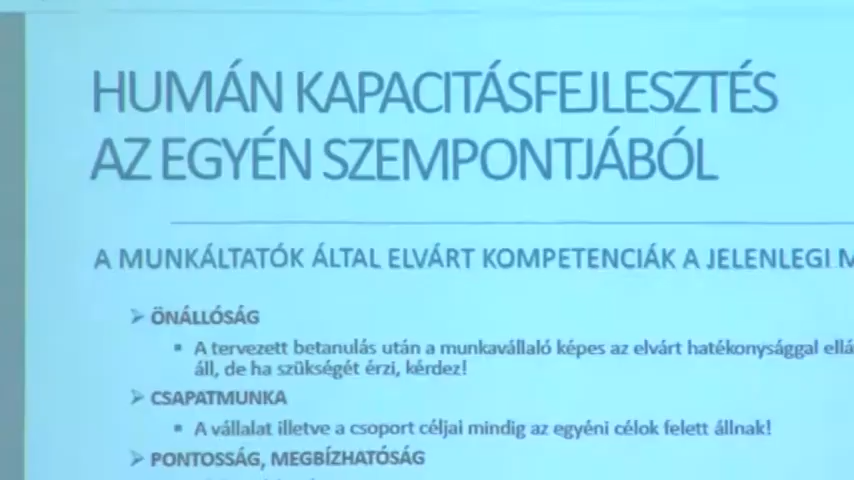 HUMÁN KAPACITÁSFEJLESZTÉS
AZ EGYÉN SZEMPONTJÁBÓL
A MUNKÁLTATÓK ÁLTAL ELVÁRT KOMPETENCIÁK A JELENLEGI M
ÖNÁLLÓSÁG
A tervezett betanulás után a munkavállaló képes az elvárt hatékonysággal ellá
áll, de ha szükségét érzi, kérdez!
CSAPATMUNKA
A vállalat illetve a csoport céljai mindig az egyéni célok felett állnak!
PONTOSSÁG, MEGBÍZHATÓSÁG